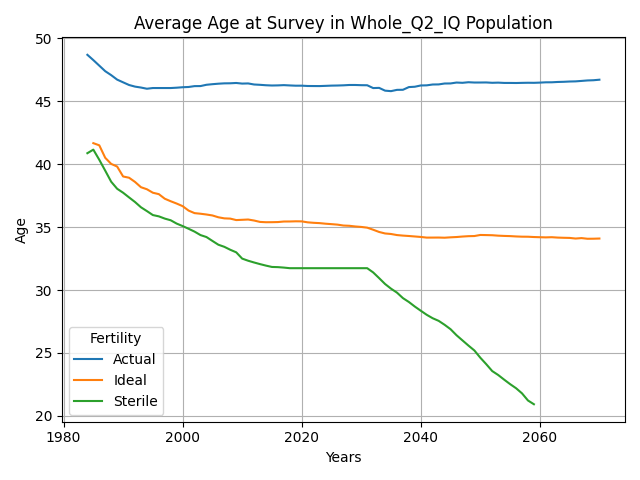 Average Age at Survey in Whole_Q2_IQ Population
50
45
40
35
30
25
20
Age
Fertility
Actual
Ideal
Sterile
1980
2000
2020
2040
2060
Years